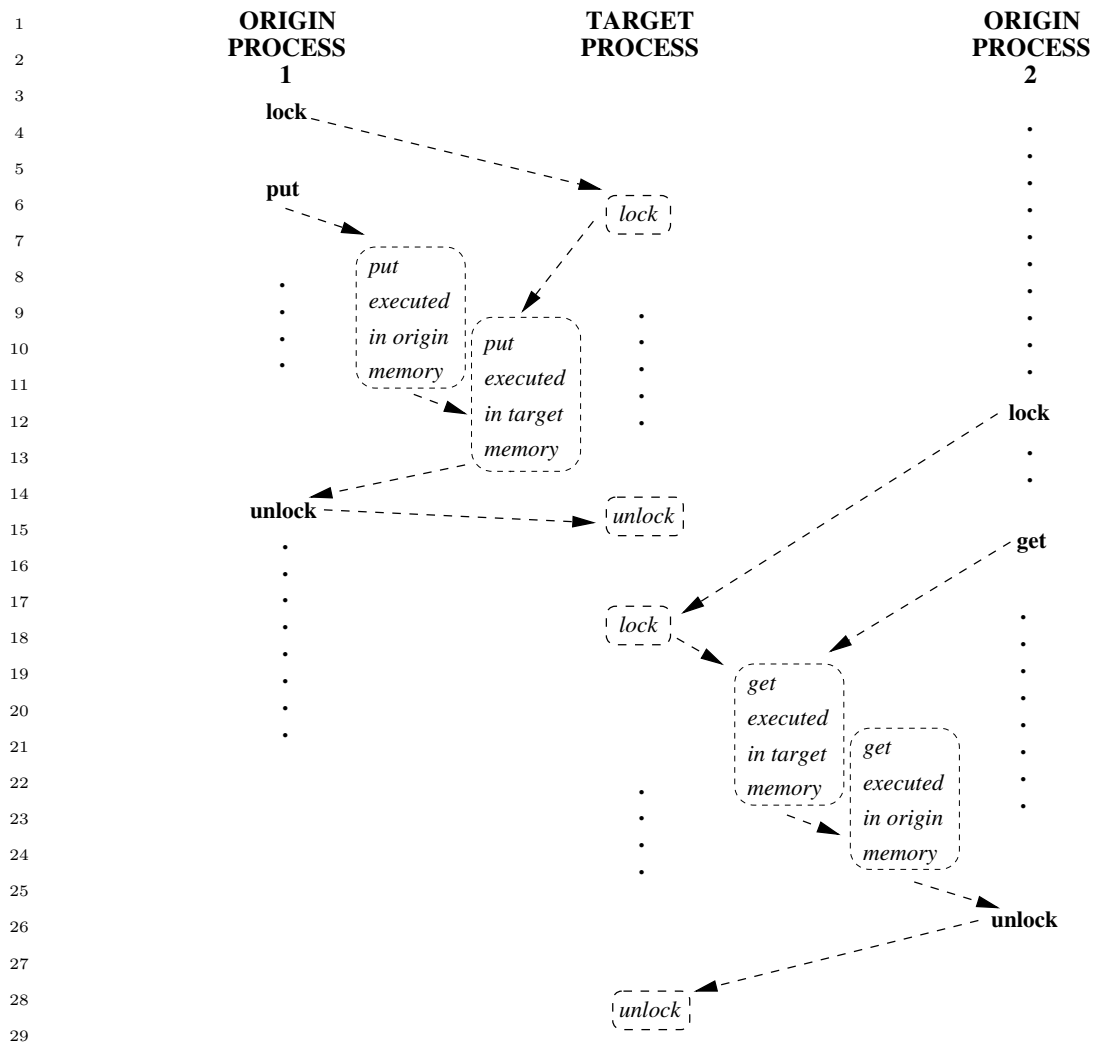 1 ORIGIN TARGET ORIGIN
PROCESS PROCESS PROCESS
2
1 2
3
lock
4
5
put
6 lock
7
put
8
executed
9
in origin put
10
memory executed
11
in target lock
12
memory
13
14
unlock unlock
15
get
16
17
lock
18
19 get
executed
20
in target get
21
memory executed
22
in origin
23
memory
24
25
unlock
26
27
28 unlock
29